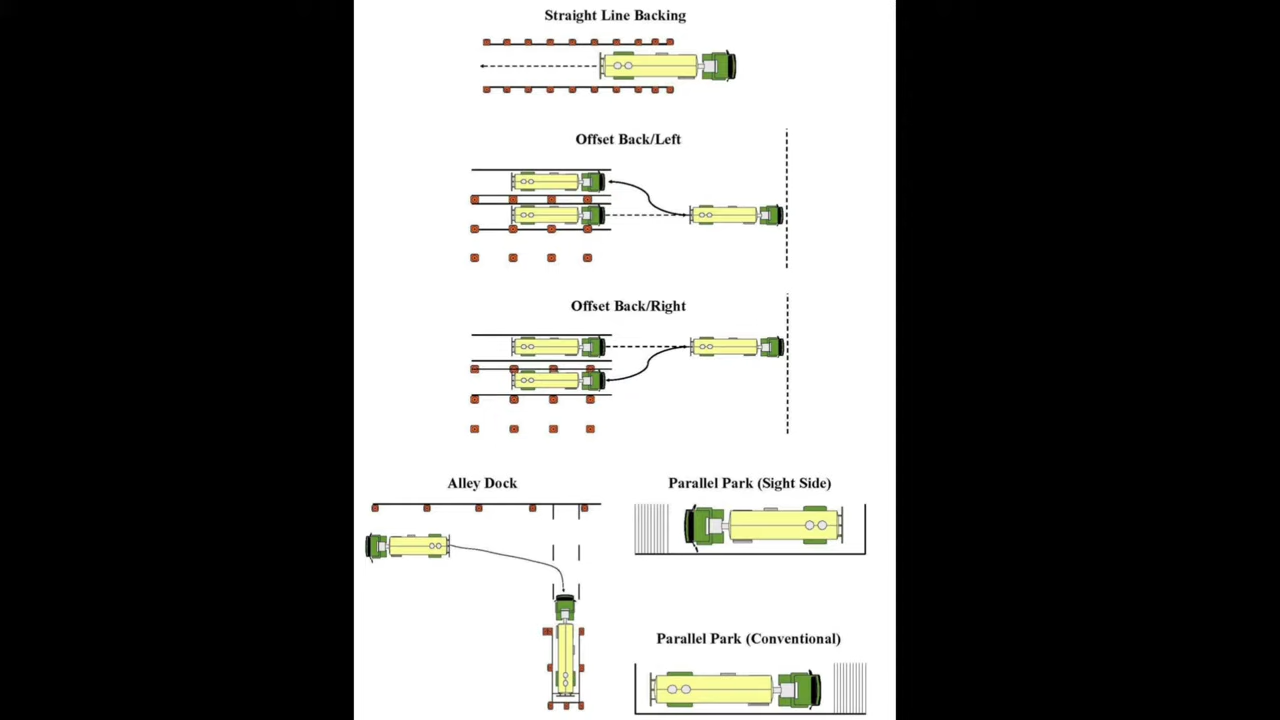 Straight Line Backing
Offset Back/Left
Offset Back/Right
Alley Dock
Parallel Park (Sight Side)
Parallel Park (Conventional)